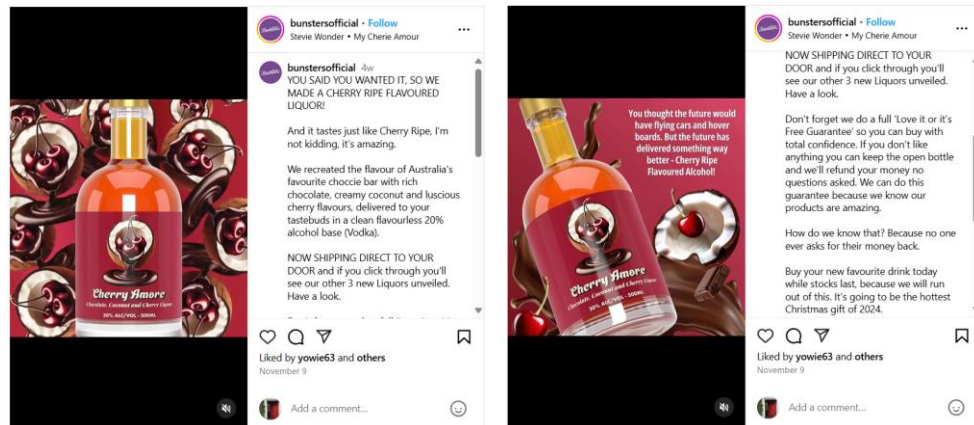 bunstersofficial • Follow
Stevie Wonder • My Cherie Amour
bunstersofficial 4w
YOU SAID YOU WANTED IT, SO WE
MADE A CHERRY RIPE FLAVOURED
LIQUOR!
And it tastes just like Cherry Ripe, I'm
not kidding, it's amazing.
We recreated the flavour of Australia's
favourite choccie bar with rich
chocolate, creamy coconut and luscious
cherry flavours, delivered to your
tastebuds in a clean flavourless 20%
alcohol base (Vodka).
NOW SHIPPING DIRECT TO YOUR
DOOR and if you click through you'll
see our other 3 new Liquors unveiled.
Have a look.
Liked by yowie63 and others
November 9
Add a comment...
Cherry Amore
Chocolate, Coconut and Cherry Liquor
20% ALC/VOL - 500ML
bunstersofficial • Follow
Stevie Wonder • My Cherie Amour
NOW SHIPPING DIRECT TO YOUR
DOOR and if you click through you'll
see our other 3 new Liquors unveiled.
Have a look.
Don't forget we do a full 'Love it or it's
Free Guarantee' so you can buy with
total confidence. If you don't like
anything you can keep the open bottle
and we'll refund your money no
questions asked. We can do this
guarantee because we know our
products are amazing.
How do we know that? Because no one
ever asks for their money back.
Buy your new favourite drink today
while stocks last, because we will run
out of this. It's going to be the hottest
Christmas gift of 2024.
Liked by yowie63 and others
November 9
Add a comment...
You thought the future would
have flying cars and hover
boards. But the future has
delivered something way
better - Cherry Ripe
Flavoured Alcohol!
Cherry Amore
Chocolate, Coconut and Cherry Liquor
20% ALC/VOL - 500ML